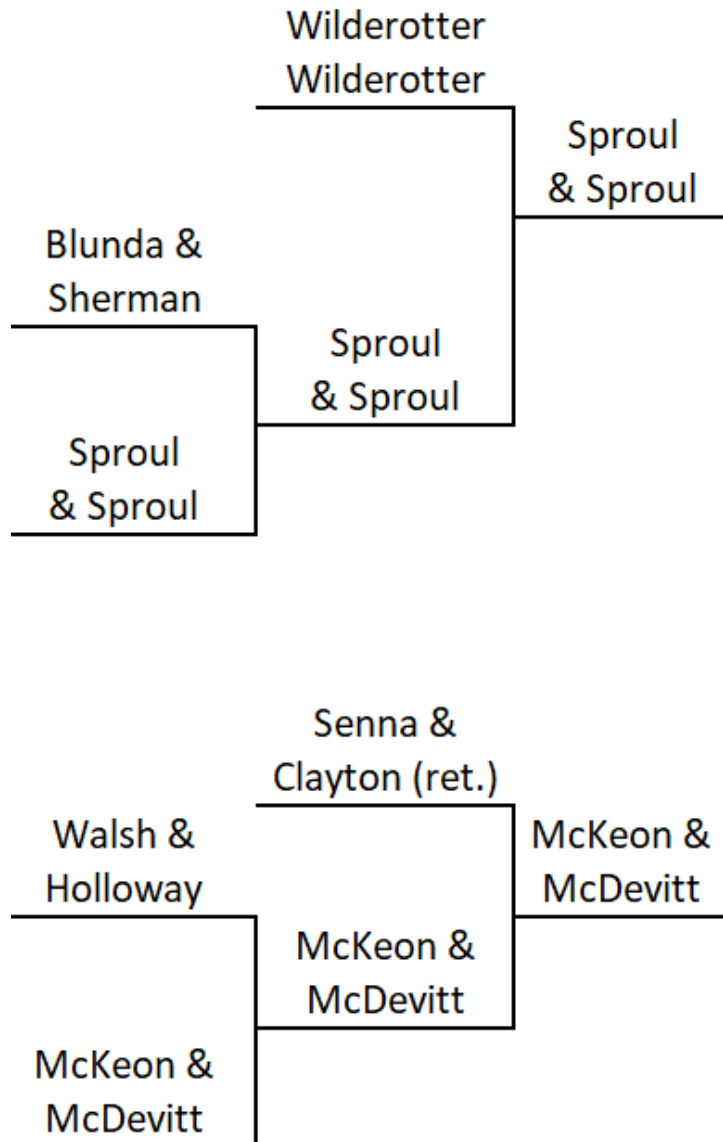 Wilderotter
Wilderotter
Sproul
& Sproul
Blunda &
Sherman
Sproul
& Sproul
Sproul
& Sproul
Senna &
Clayton (ret.)
Walsh &
Holloway
McKeon &
McDevitt
McKeon &
McDevitt
McKeon &
McDevitt